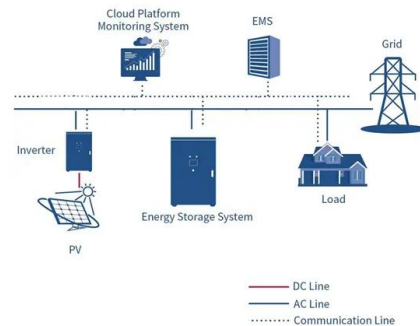 Cloud Platform
Monitoring System
EMS
Grid
Inverter
Energy Storage System
Load
PV
DC Line
AC Line
Communication Line